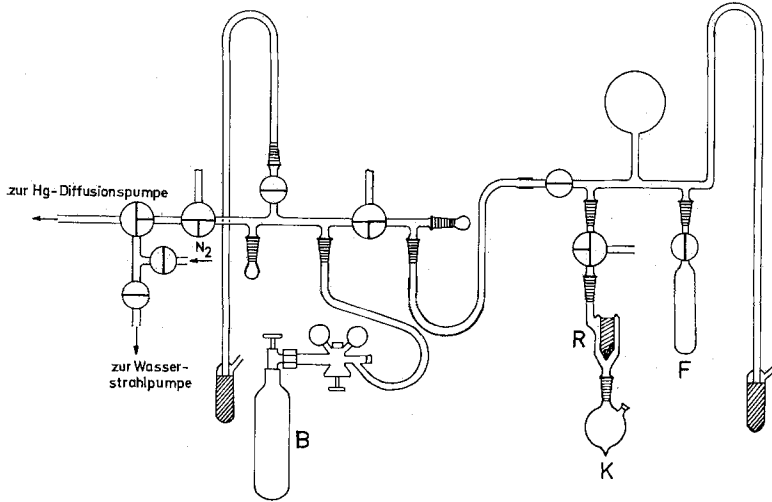 zur Hg-Diffusionspumpe
N2
zur Wasser-
strahlpumpe
B
R
F
K